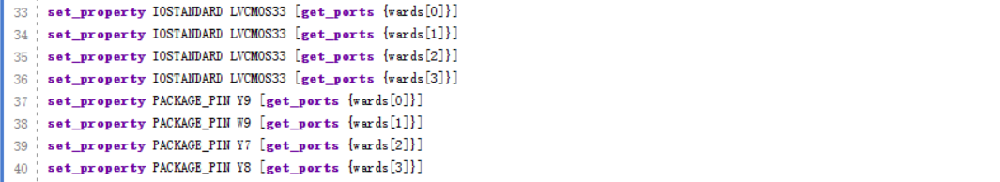 33 set_property IOSTANDARD LVCMOS33 [get_ports {wards[0]}]
34 set_property IOSTANDARD LVCMOS33 [get_ports {wards[1]}]
35 set_property IOSTANDARD LVCMOS33 [get_ports {wards[2]}]
36 set_property IOSTANDARD LVCMOS33 [get_ports {wards[3]}]
37 set_property PACKAGE_PIN Y9 [get_ports {wards[0]}]
38 set_property PACKAGE_PIN W9 [get_ports {wards[1]}]
39 set_property PACKAGE_PIN Y7 [get_ports {wards[2]}]
40 set_property PACKAGE_PIN Y8 [get_ports {wards[3]}]